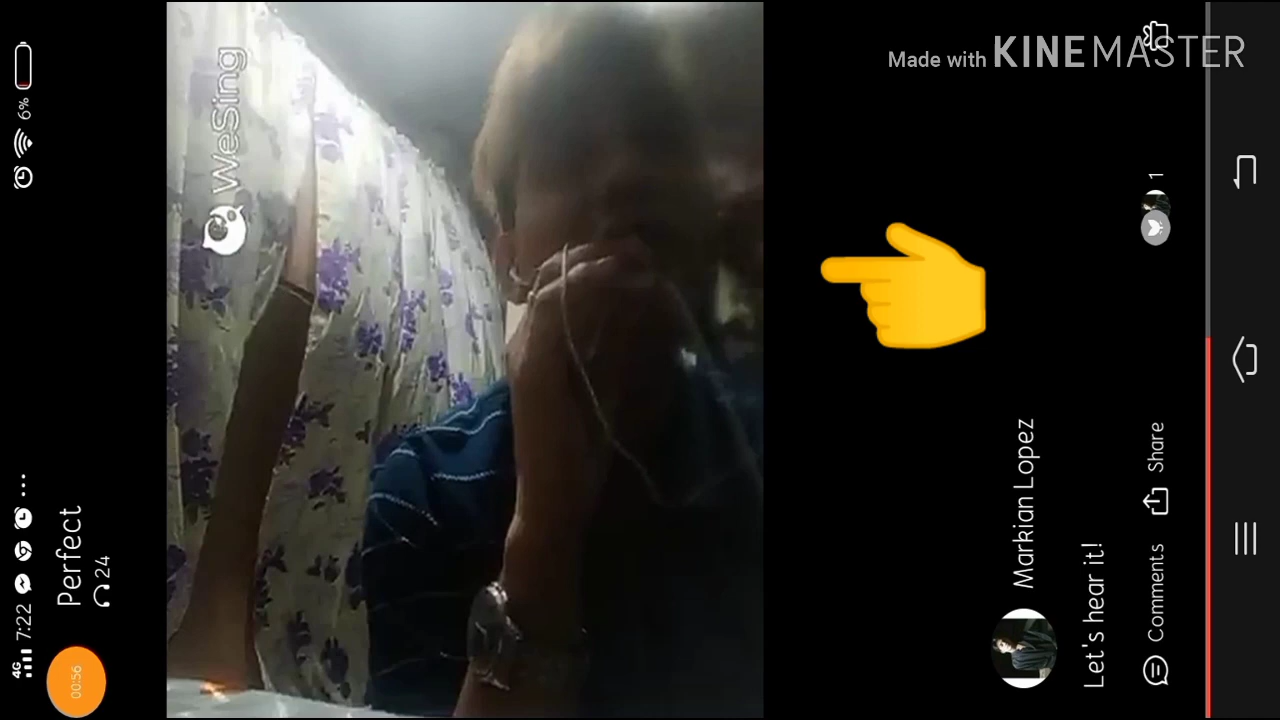 Made with KINEMASTER
4G 7:22 ... 6%
00:56
Perfect
24
WeSing
Markian Lopez
Let's hear it!
Comments Share 1